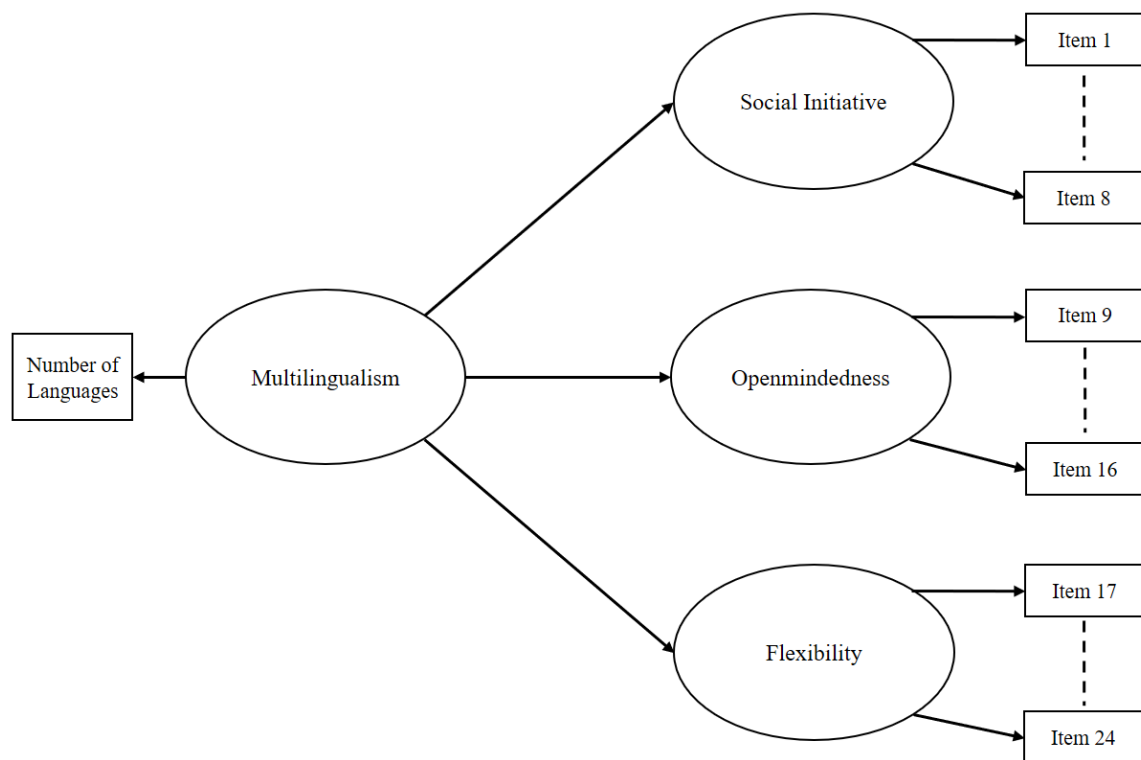 Item 1
Social Initiative
Item 8
Item 9
Number of
Languages
Multilingualism
Openmindedness
Item 16
Item 17
Flexibility
Item 24